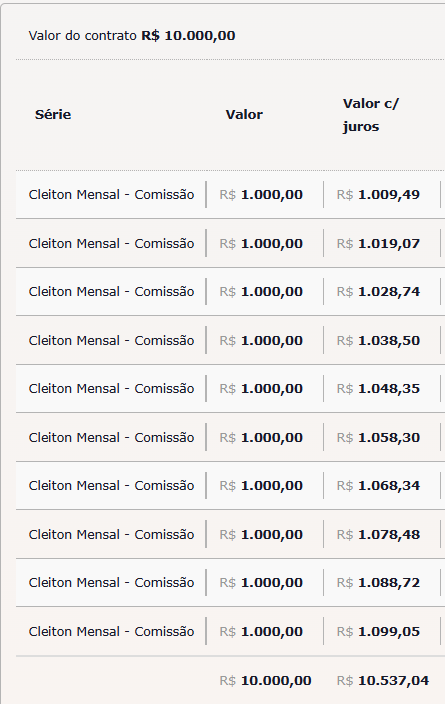 Valor do contrato R$ 10.000,00
Série Valor Valor c/
juros
Cleiton Mensal - Comissão R$ 1.000,00 R$ 1.009,49
Cleiton Mensal - Comissão R$ 1.000,00 R$ 1.019,07
Cleiton Mensal - Comissão R$ 1.000,00 R$ 1.028,74
Cleiton Mensal - Comissão R$ 1.000,00 R$ 1.038,50
Cleiton Mensal - Comissão R$ 1.000,00 R$ 1.048,35
Cleiton Mensal - Comissão R$ 1.000,00 R$ 1.058,30
Cleiton Mensal - Comissão R$ 1.000,00 R$ 1.068,34
Cleiton Mensal - Comissão R$ 1.000,00 R$ 1.078,48
Cleiton Mensal - Comissão R$ 1.000,00 R$ 1.088,72
Cleiton Mensal - Comissão R$ 1.000,00 R$ 1.099,05
R$ 10.000,00 R$ 10.537,04